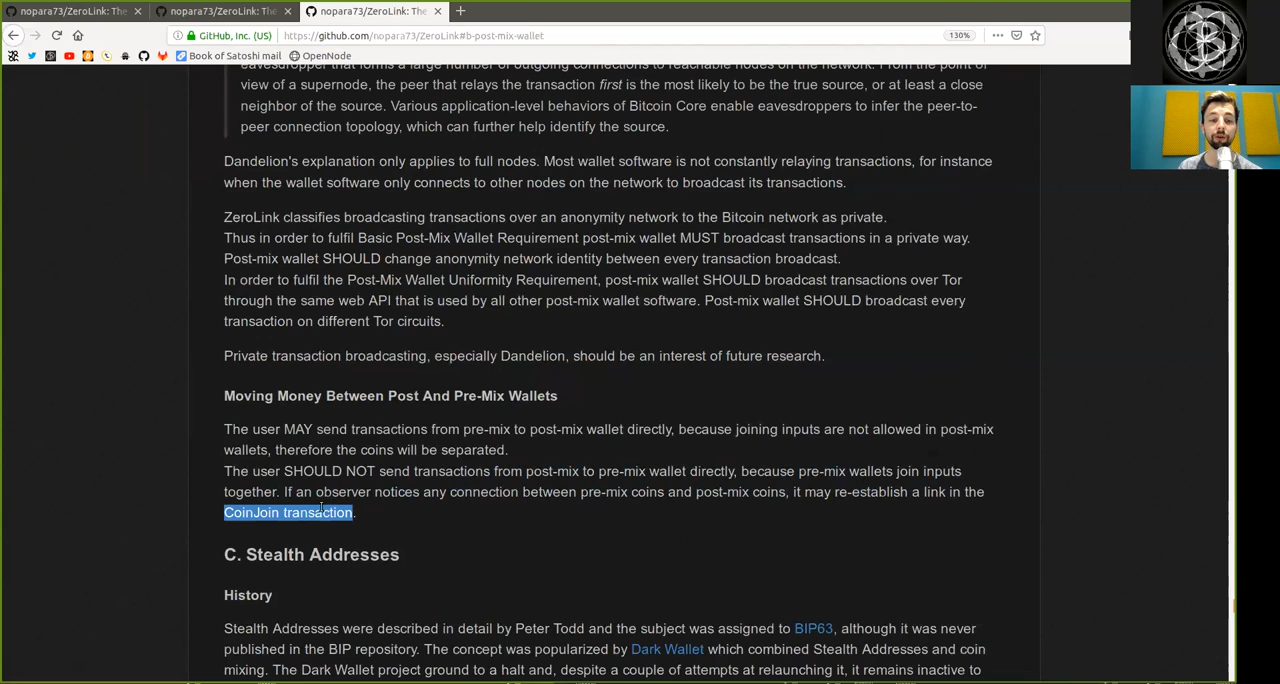 nopara73/ZeroLink: The
nopara73/ZeroLink: The
nopara73/ZeroLink: The
GitHub, Inc. (US)
https://github.com/nopara73/ZeroLink#b-post-mix-wallet
130%
Book of Satoshi mail
OpenNode
eavesdropper that forms a large number of outgoing connections to reachable nodes on the network. From the point of
view of a supernode, the peer that relays the transaction first is the most likely to be the true source, or at least a close
neighbor of the source. Various application-level behaviors of Bitcoin Core enable eavesdroppers to infer the peer-to-
peer connection topology, which can further help identify the source.
Dandelion's explanation only applies to full nodes. Most wallet software is not constantly relaying transactions, for instance
when the wallet software only connects to other nodes on the network to broadcast its transactions.
ZeroLink classifies broadcasting transactions over an anonymity network to the Bitcoin network as private.
Thus in order to fulfil Basic Post-Mix Wallet Requirement post-mix wallet MUST broadcast transactions in a private way.
Post-mix wallet SHOULD change anonymity network identity between every transaction broadcast.
In order to fulfil the Post-Mix Wallet Uniformity Requirement, post-mix wallet SHOULD broadcast transactions over Tor
through the same web API that is used by all other post-mix wallet software. Post-mix wallet SHOULD broadcast every
transaction on different Tor circuits.
Private transaction broadcasting, especially Dandelion, should be an interest of future research.
Moving Money Between Post And Pre-Mix Wallets
The user MAY send transactions from pre-mix to post-mix wallet directly, because joining inputs are not allowed in post-mix
wallets, therefore the coins will be separated.
The user SHOULD NOT send transactions from post-mix to pre-mix wallet directly, because pre-mix wallets join inputs
together. If an observer notices any connection between pre-mix coins and post-mix coins, it may re-establish a link in the
CoinJoin transaction.
C. Stealth Addresses
History
Stealth Addresses were described in detail by Peter Todd and the subject was assigned to BIP63, although it was never
published in the BIP repository. The concept was popularized by Dark Wallet which combined Stealth Addresses and coin
mixing. The Dark Wallet project ground to a halt and, despite a couple of attempts at relaunching it, it remains inactive to